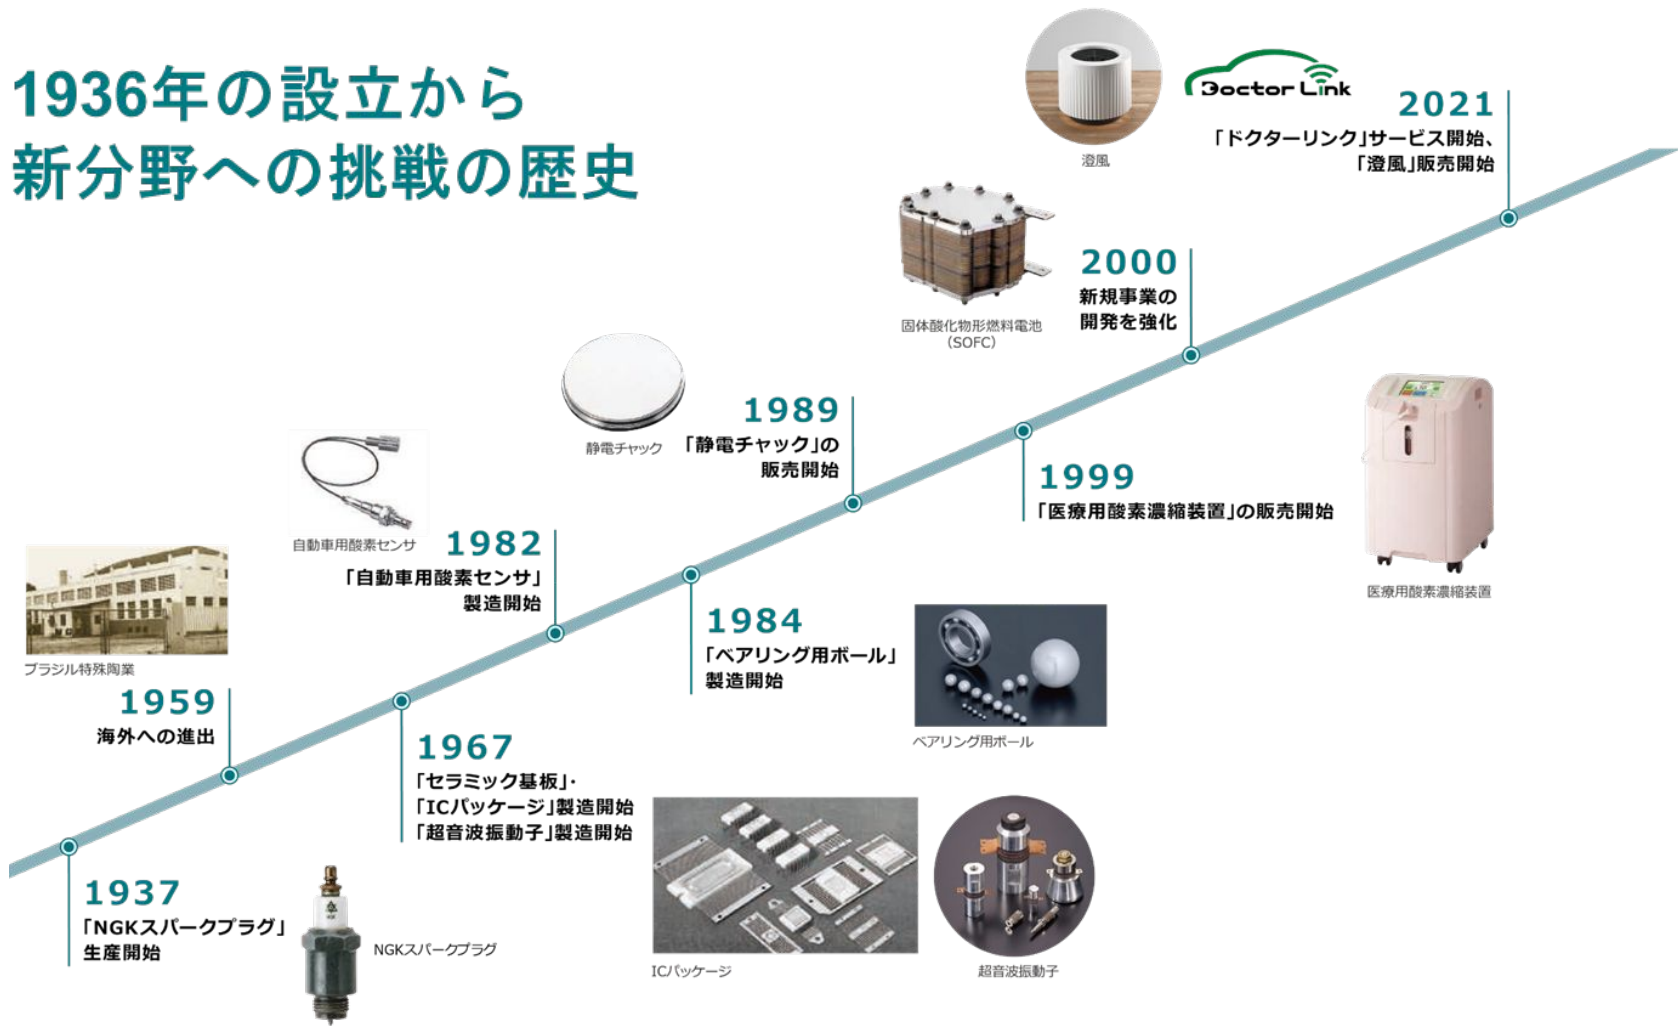 1936年の設立から
新分野への挑戦の歴史
澄風
Doctor Link
2021
「ドクターリンク」サービス開始、
「澄風」販売開始
固体酸化物形燃料電池
（SOFC）
2000
新規事業の
開発を強化
静電チャック
1989
「静電チャック」の
販売開始
1999
「医療用酸素濃縮装置」の販売開始
医療用酸素濃縮装置
自動車用酸素センサ
1982
「自動車用酸素センサ」
製造開始
1984
「ベアリング用ボール」
製造開始
ベアリング用ボール
ブラジル特殊陶業
1959
海外への進出
1967
「セラミック基板」・
「ICパッケージ」製造開始
「超音波振動子」製造開始
ICパッケージ
超音波振動子
1937
「NGKスパークプラグ」
生産開始
NGKスパークプラグ